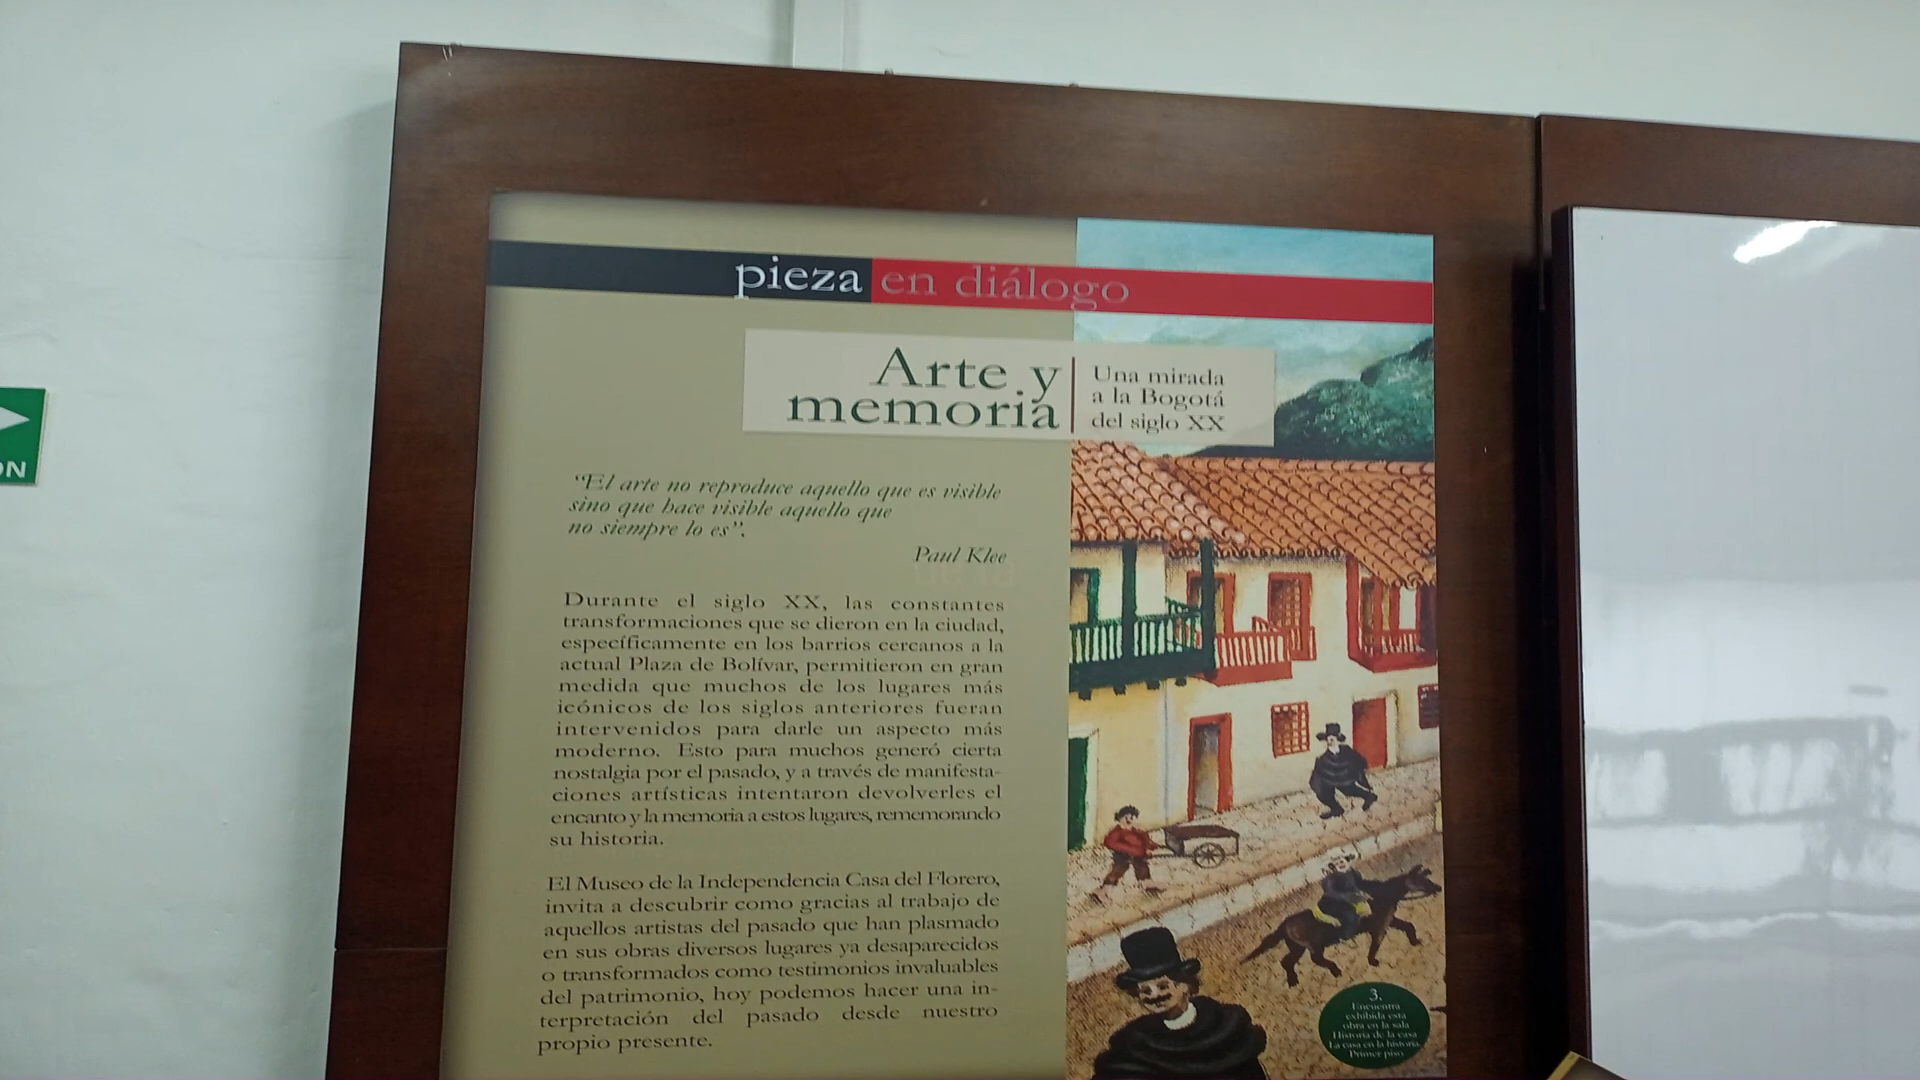 pieza en diálogo
Arte y
memoria
Una mirada
a la Bogotá
del siglo XX
“El arte no reproduce aquello que es visible
sino que hace visible aquello que
no siempre lo es”.
Paul Klee
Durante el siglo XX, las constantes
transformaciones que se dieron en la ciudad,
específicamente en los barrios cercanos a la
actual Plaza de Bolívar, permitieron en gran
medida que muchos de los lugares más
icónicos de los siglos anteriores fueran
intervenidos para darle un aspecto más
moderno. Esto para muchos generó cierta
nostalgia por el pasado, y a través de manifesta-
ciones artísticas intentaron devolverles el
encanto y la memoria a estos lugares, rememorando
su historia.
El Museo de la Independencia Casa del Florero,
invita a descubrir como gracias al trabajo de
aquellos artistas del pasado que han plasmado
en sus obras diversos lugares ya desaparecidos
o transformados como testimonios invaluables
del patrimonio, hoy podemos hacer una in-
terpretación del pasado desde nuestro
propio presente.
3.
Encuentra
exhibida esta
obra en la sala
Historia de la casa
La casa en la historia
Primer piso
ON